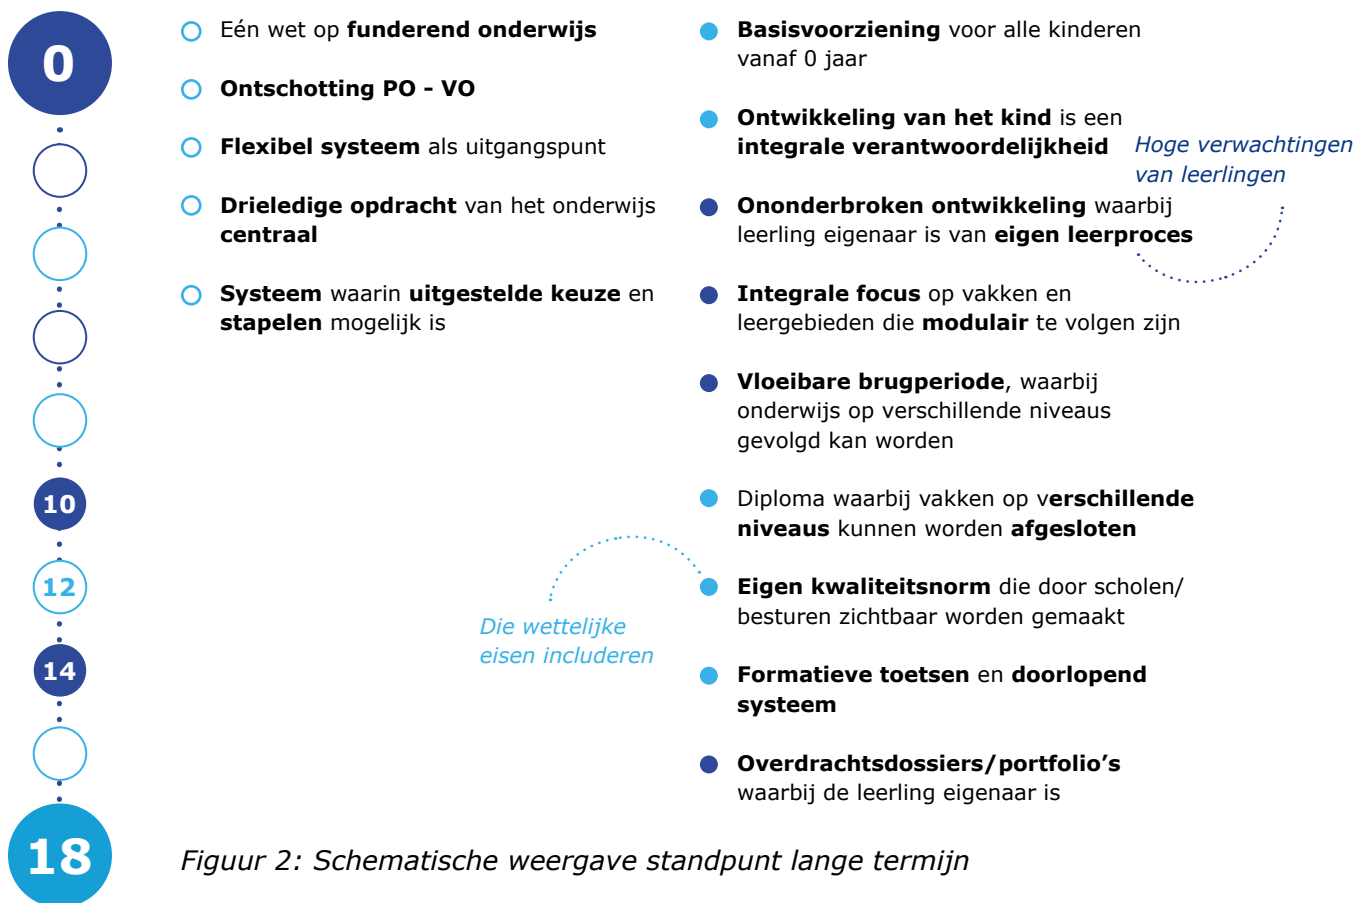 0
10
12
14
18
Eén wet op funderend onderwijs
Ontschotting PO - VO
Flexibel systeem als uitgangspunt
Drieledige opdracht van het onderwijs
centraal
Systeem waarin uitgestelde keuze en
stapelen mogelijk is
Basisvoorziening voor alle kinderen
vanaf 0 jaar
Ontwikkeling van het kind is een
integrale verantwoordelijkheid
Hoge verwachtingen
van leerlingen
Ononderbroken ontwikkeling waarbij
leerling eigenaar is van eigen leerproces
Integrale focus op vakken en
leergebieden die modulair te volgen zijn
Vloeibare brugperiode, waarbij
onderwijs op verschillende niveaus
gevolgd kan worden
Diploma waarbij vakken op verschillende
niveaus kunnen worden afgesloten
Eigen kwaliteitsnorm die door scholen/
besturen zichtbaar worden gemaakt
Die wettelijke
eisen includeren
Formatieve toetsen en doorlopend
systeem
Overdrachtsdossiers/portfolio’s
waarbij de leerling eigenaar is
Figuur 2: Schematische weergave standpunt lange termijn